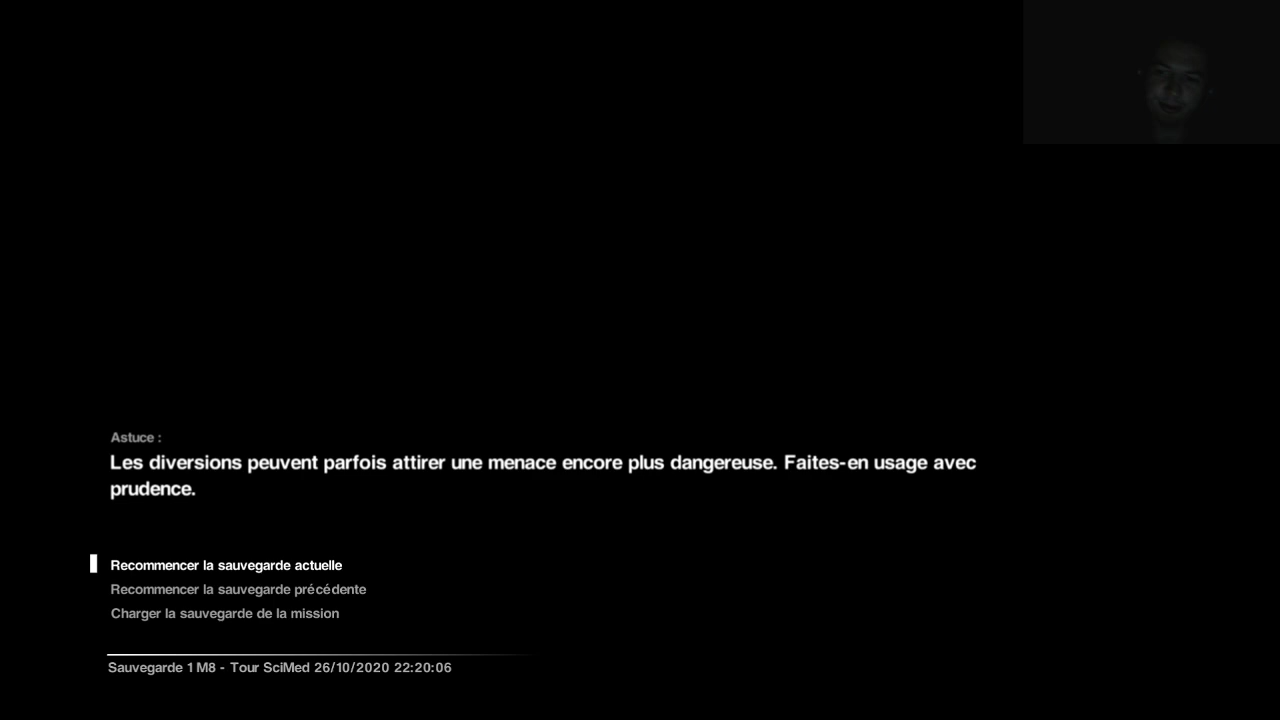 Astuce :
Les diversions peuvent parfois attirer une menace encore plus dangereuse. Faites-en usage avec
prudence.
Recommencer la sauvegarde actuelle
Recommencer la sauvegarde précédente
Charger la sauvegarde de la mission
Sauvegarde 1 M8 - Tour SciMed 26/10/2020 22:20:06